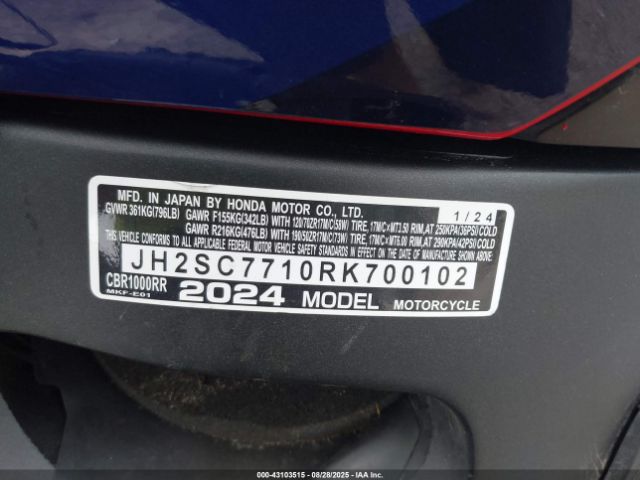 MFD. IN JAPAN BY HONDA MOTOR CO., LTD. 1/24
GVWR 361KG(796LB) GAWR F155KG(342LB) WITH 120/70ZR17M/C(58W) TIRE, 17MC×MT3.50 RIM, AT 250KPA(36PSI)COLD
GAWR R216KG(476LB) WITH 190/50ZR17M/C(73W) TIRE, 17MC×MT6.00 RIM, AT 290KPA(42PSI)COLD
THIS VEHICLE CONFORMS TO ALL APPLICABLE U.S. FEDERAL MOTOR VEHICLE SAFETY STANDARDS IN EFFECT ON THE DATE OF MANUFACTURE SHOWN ABOVE:
JH2SC7710RK700102
CBR1000RR 2024 MODEL MOTORCYCLE
MKF-E01
000-43103515 08/28/2025 COPYRIGHT IAA, LLC